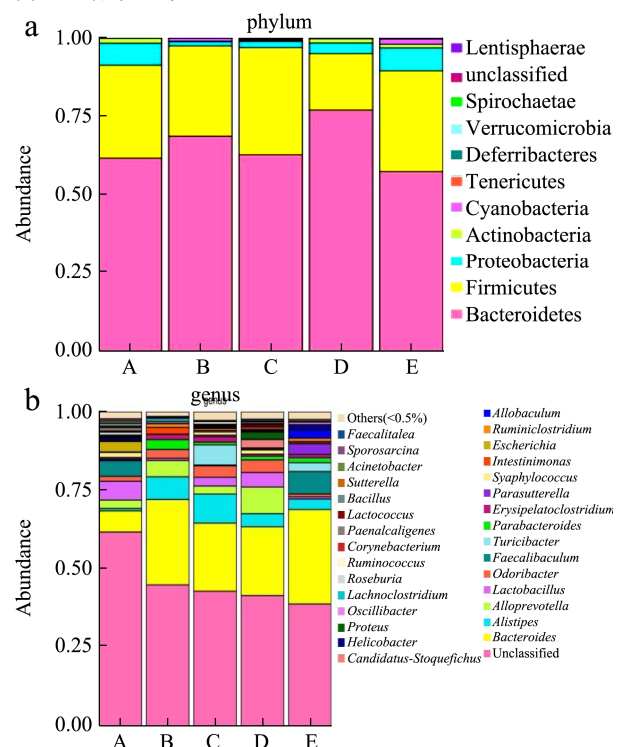 a
phylum
1.00
0.75
0.50
0.25
0.00
Abundance
A B C D E
Lentisphaerae
unclassified
Spirochaetae
Verrucomicrobia
Deferribacteres
Tenericutes
Cyanobacteria
Actinobacteria
Proteobacteria
Firmicutes
Bacteroidetes
b
genus
genus
1.00
0.75
0.50
0.25
0.00
Abundance
A B C D E
Others(<0.5%)
Faecalitalea
Sporosarcina
Acinetobacter
Sutterella
Bacillus
Lactococcus
Paenalcaligenes
Corynebacterium
Ruminococcus
Roseburia
Lachnoclostridium
Oscillibacter
Proteus
Helicobacter
Candidatus-Stoquefichus
Allobaculum
Ruminiclostridium
Escherichia
Intestinimonas
Syaphylococcus
Parasutterella
Erysipelatoclostridium
Parabacteroides
Turicibacter
Faecalibaculum
Odoribacter
Lactobacillus
Alloprevotella
Alistipes
Bacteroides
Unclassified